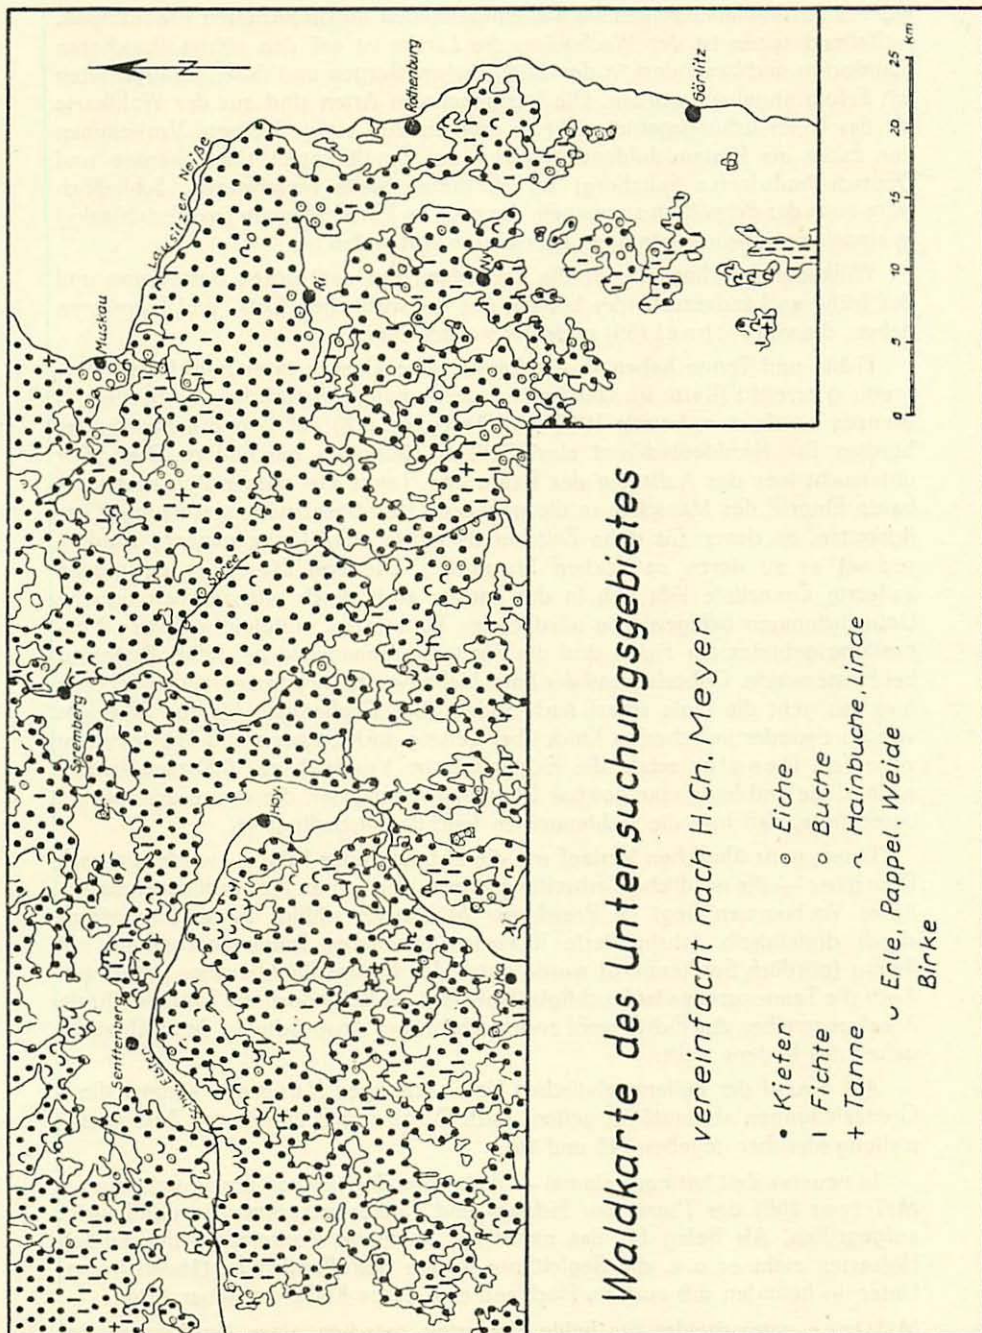 Waldkarte des Untersuchungsgebietes
Vereinfacht nach H.Ch. Meyer
• Kiefer
ı Fichte
+ Tanne
Eiche
○ Buche
Hainbuche, Linde
Erle, Pappel, Weide
Birke
N
Muskau
Lausitzer Neiße
Rothenburg
Görlitz
Ri.
Ny.
Spremberg
Spree
Hoy.
Senftenberg
Schw. Elster
0 5 10 15 20 25 km